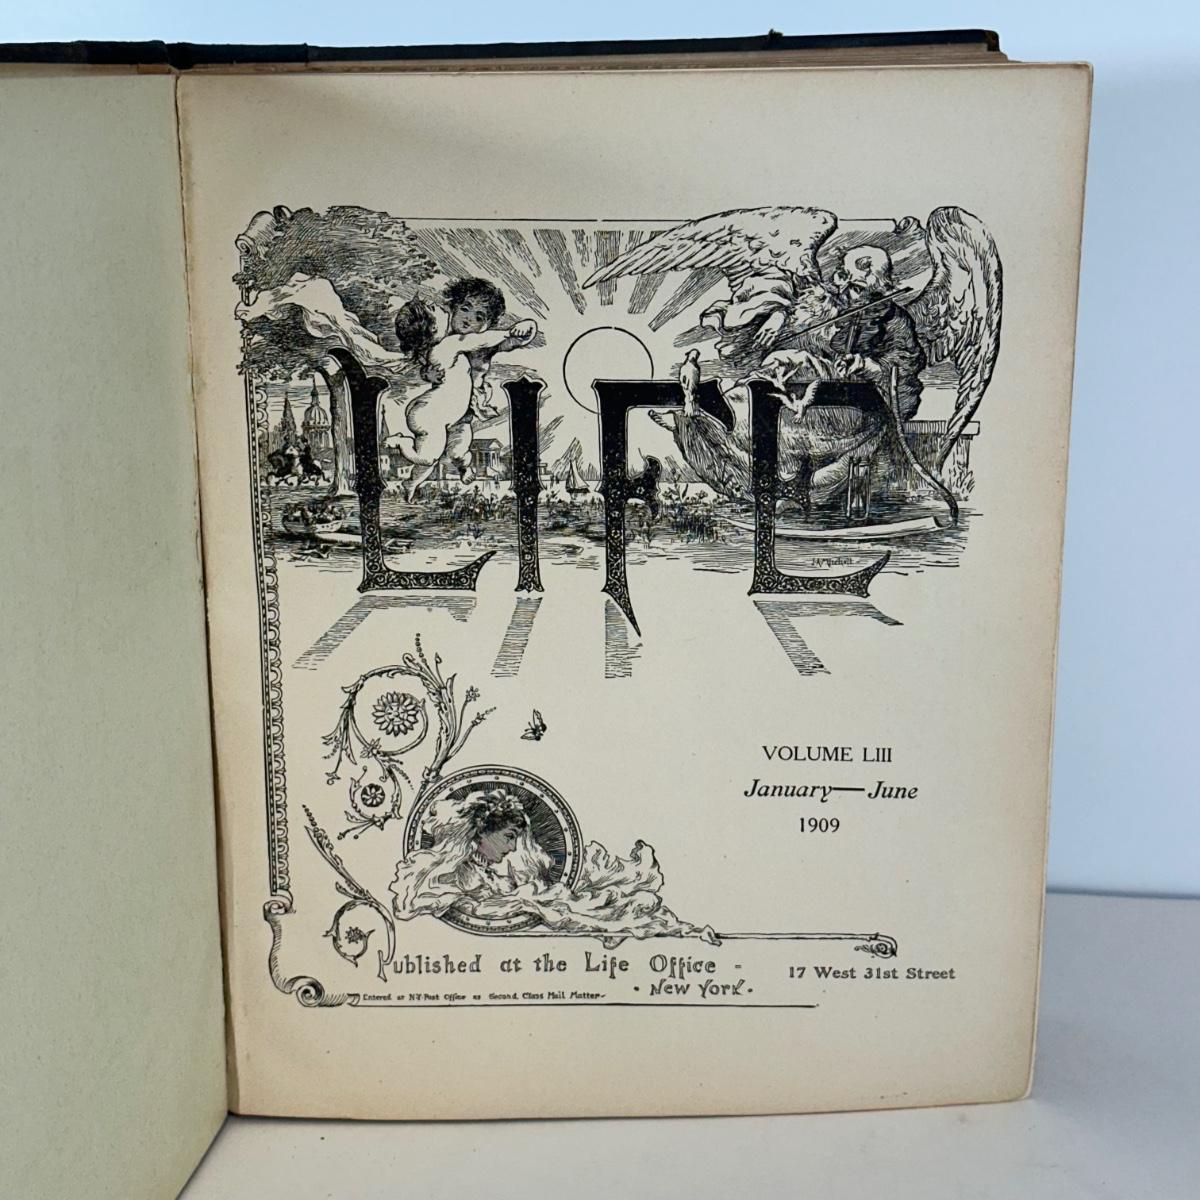 LIFE
J.A. Mitchell
VOLUME LIII
January—June
1909
Published at the Life Office -
· New York ·
17 West 31st Street
Entered at N.Y. Post Office as Second Class Mail Matter-